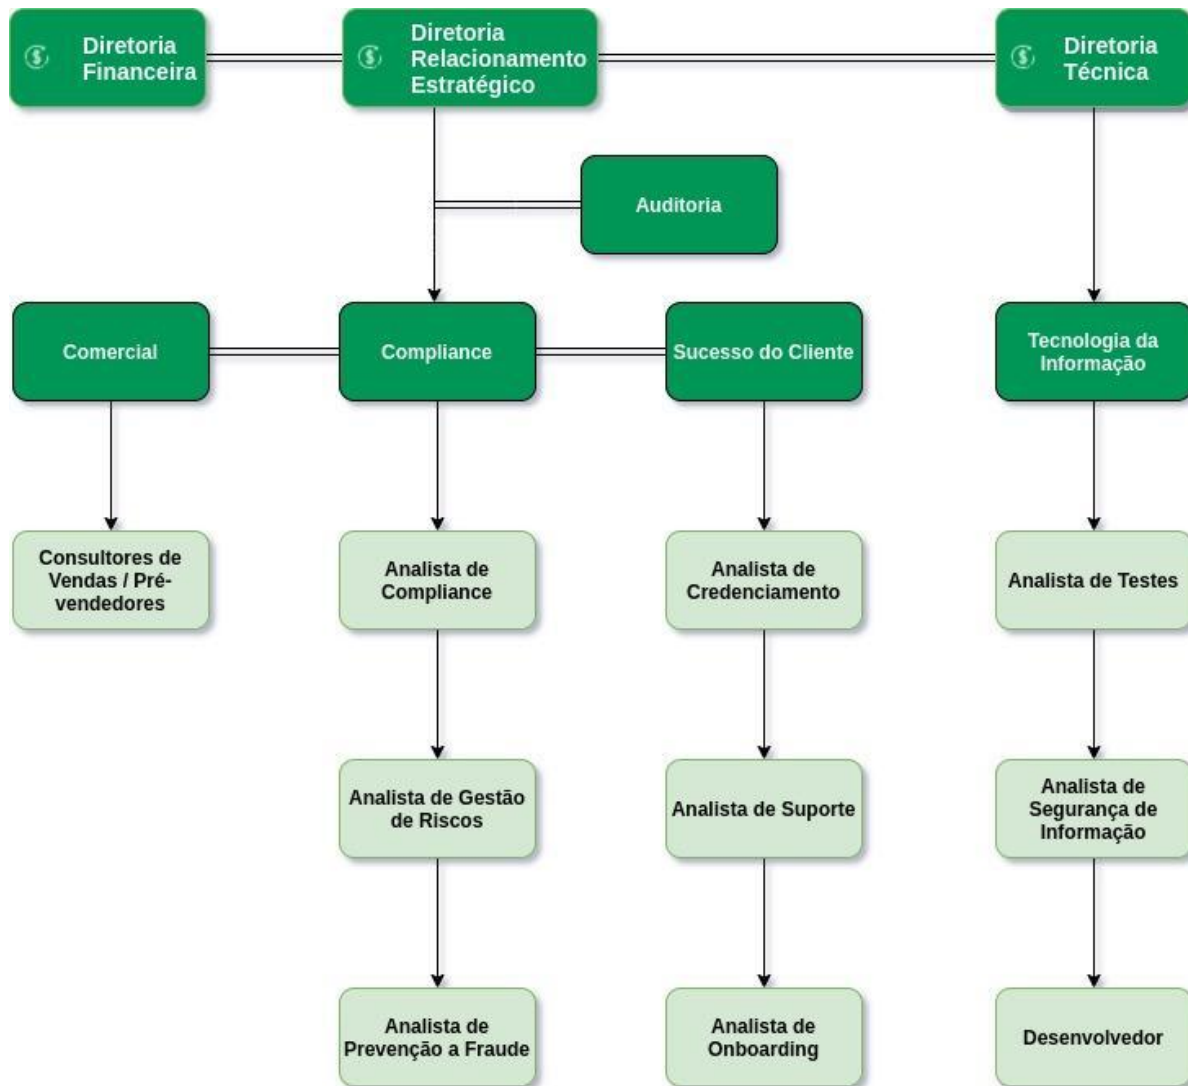 Diretoria
Financeira
Diretoria
Relacionamento
Estratégico
Diretoria
Técnica
Auditoria
Comercial
Compliance
Sucesso do Cliente
Tecnologia da
Informação
Consultores de
Vendas / Pré-
vendedores
Analista de
Compliance
Analista de
Credenciamento
Analista de Testes
Analista de Gestão
de Riscos
Analista de Suporte
Analista de
Segurança de
Informação
Analista de
Prevenção a Fraude
Analista de
Onboarding
Desenvolvedor